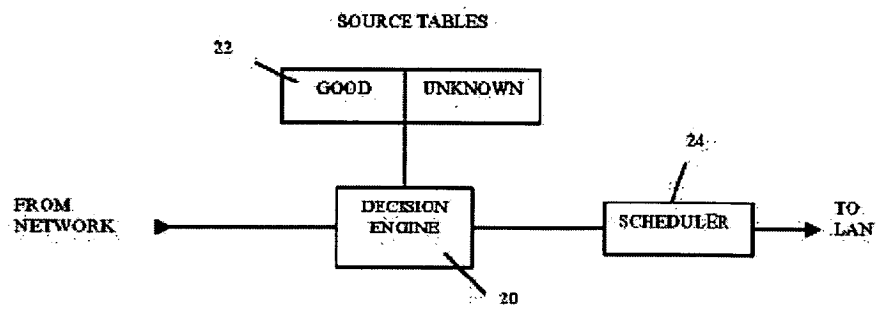 SOURCE TABLES
22
GOOD
UNKNOWN
24
FROM
NETWORK
DECISION
ENGINE
SCHEDULER
TO
LAN
20